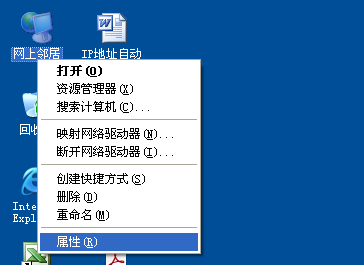 网上邻居
IP地址自动
打开(O)
资源管理器(X)
搜索计算机(C)...
回收
映射网络驱动器(N)...
断开网络驱动器(I)...
创建快捷方式(S)
删除(D)
重命名(M)
Inte
Expl
属性(R)